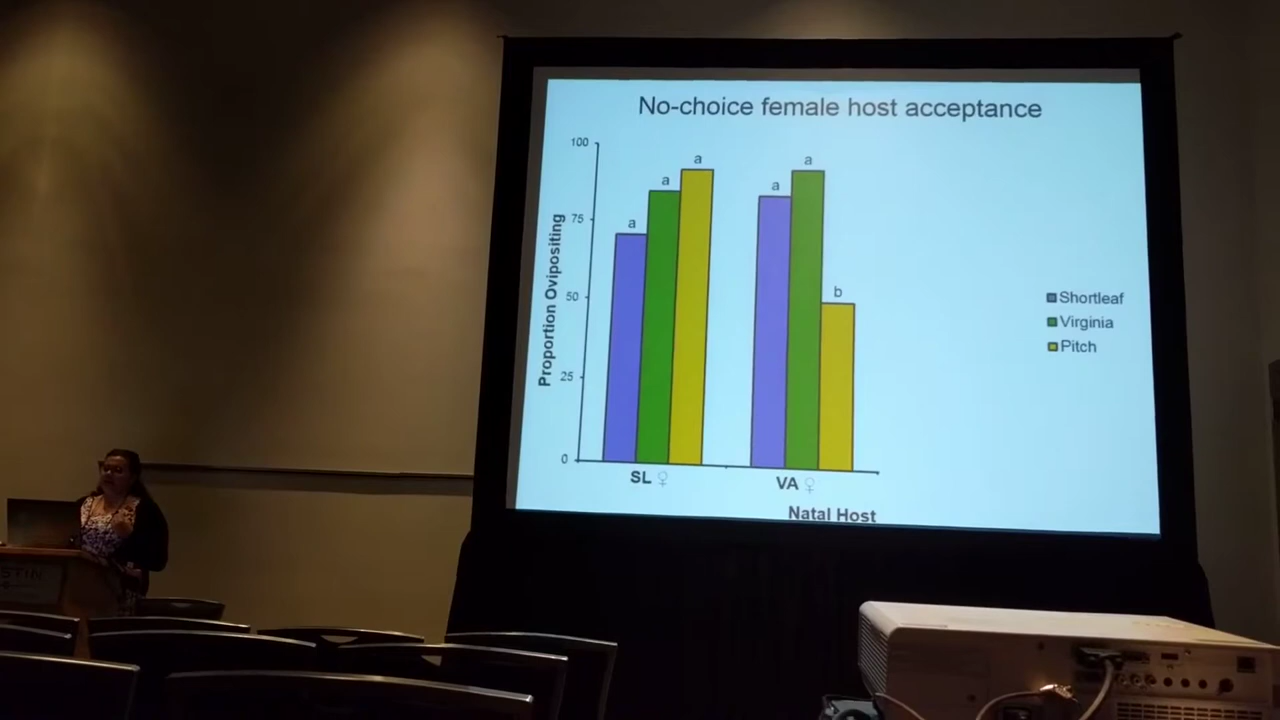 No-choice female host acceptance
100
75
50
25
0
Proportion Ovipositing
a
a
a
a
a
b
SL ♀
VA ♀
Natal Host
Shortleaf
Virginia
Pitch
STIN